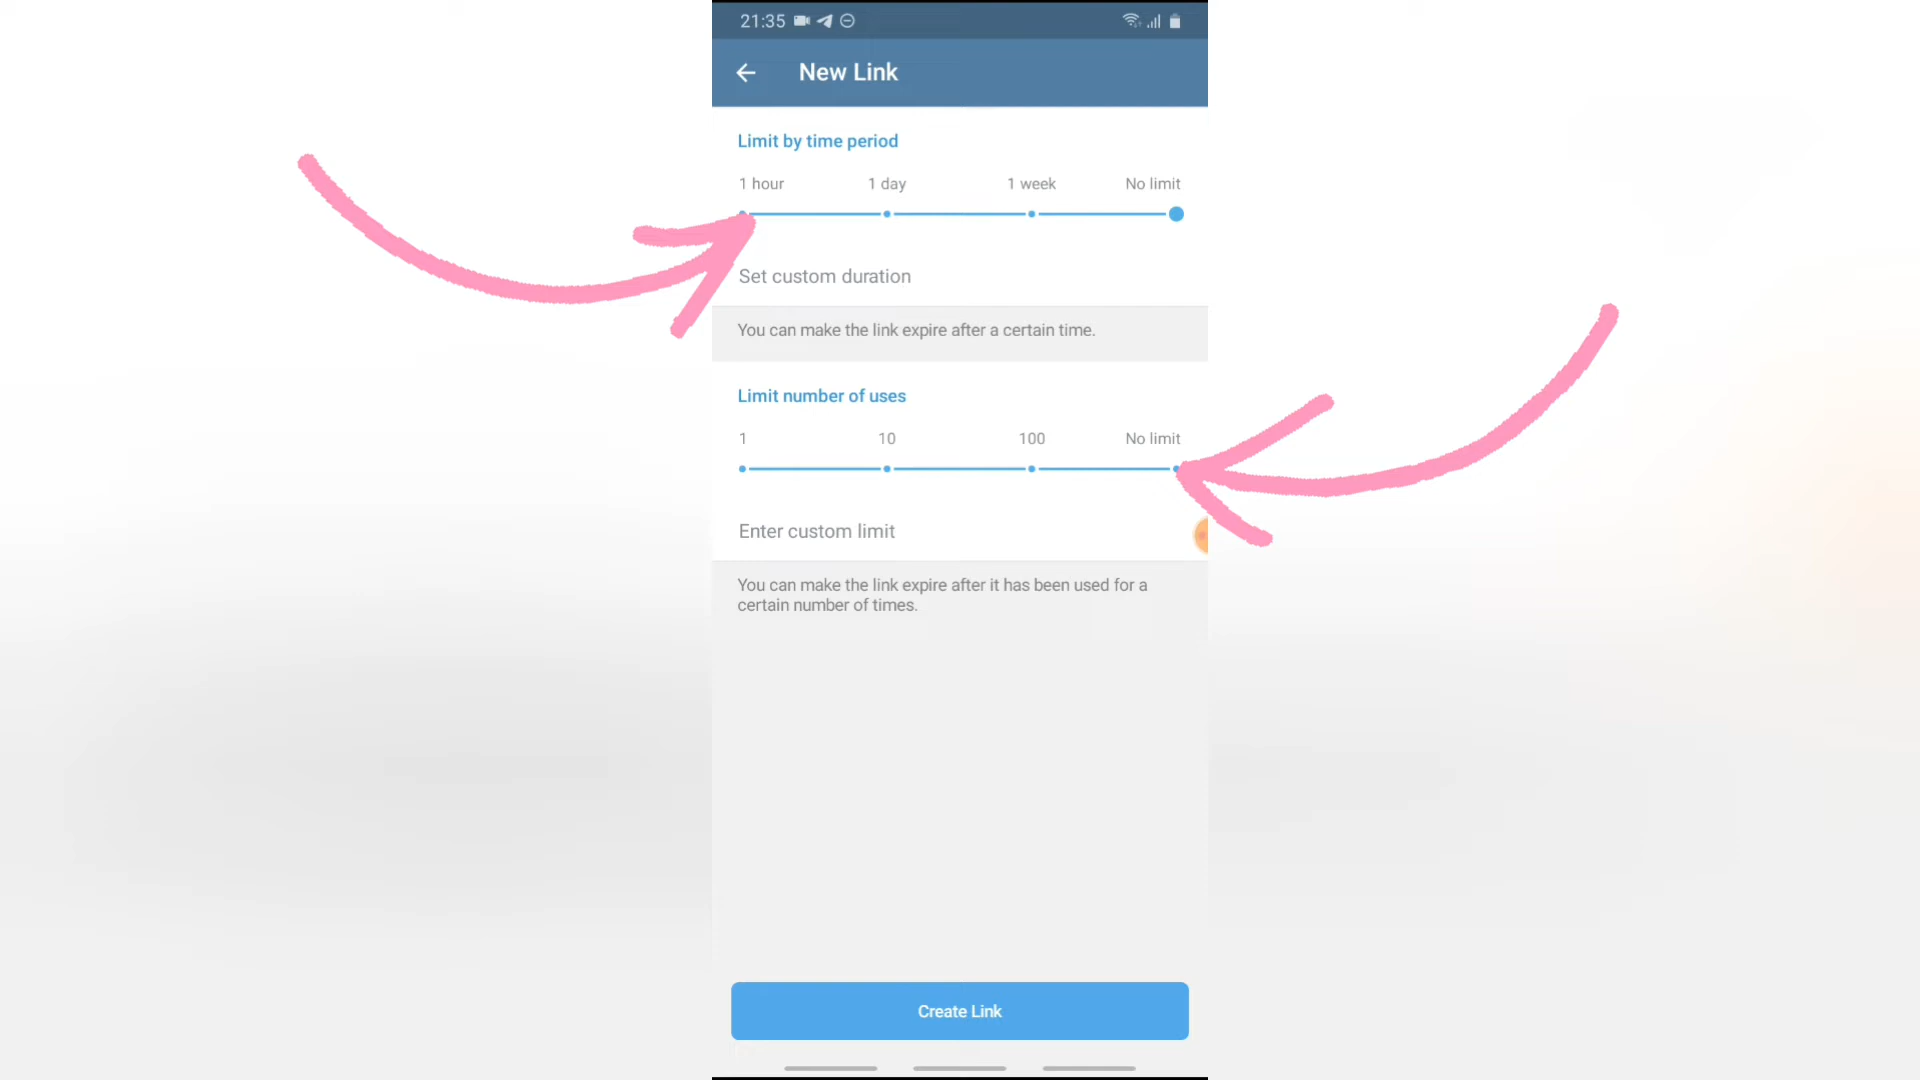 21:35
New Link
Limit by time period
1 hour 1 day 1 week No limit
Set custom duration
You can make the link expire after a certain time.
Limit number of uses
1 10 100 No limit
Enter custom limit
You can make the link expire after it has been used for a
certain number of times.
Create Link